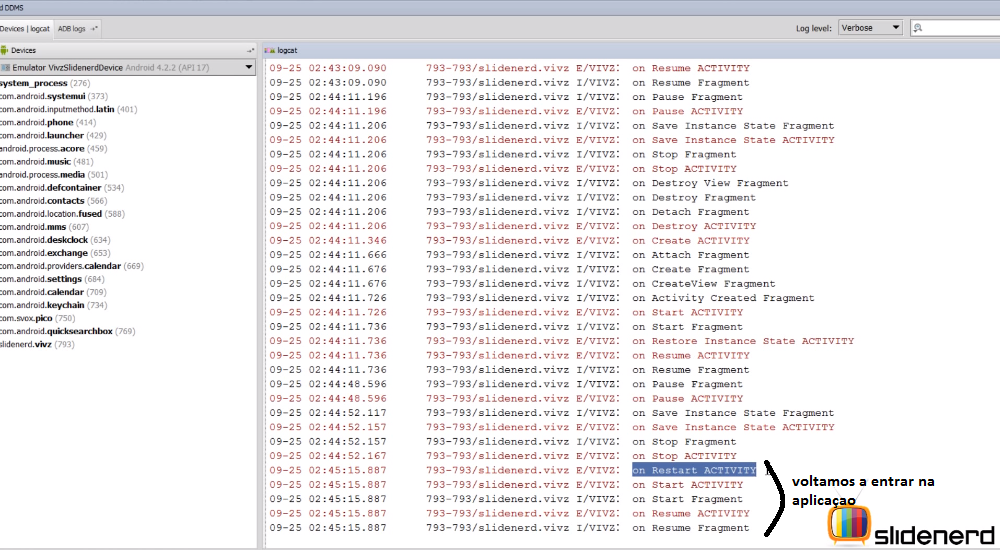 d DDMS
Devices | logcat ADB logs
Log level: Verbose
Devices
logcat
Emulator VivzSlidenerdDevice Android 4.2.2 (API 17)
system_process (276)
com.android.systemui (373)
com.android.inputmethod.latin (401)
com.android.phone (414)
com.android.launcher (429)
android.process.acore (459)
com.android.music (481)
android.process.media (501)
com.android.defcontainer (534)
com.android.contacts (566)
com.android.location.fused (588)
com.android.mms (607)
com.android.deskclock (634)
com.android.exchange (653)
com.android.providers.calendar (669)
com.android.settings (684)
com.android.calendar (709)
com.android.keychain (734)
com.svox.pico (750)
com.android.quicksearchbox (769)
slidenerd.vivz (793)
09-25 02:43:09.090 793-793/slidenerd.vivz E/VIVZ: on Resume ACTIVITY
09-25 02:43:09.090 793-793/slidenerd.vivz I/VIVZ: on Resume Fragment
09-25 02:44:11.196 793-793/slidenerd.vivz I/VIVZ: on Pause Fragment
09-25 02:44:11.196 793-793/slidenerd.vivz E/VIVZ: on Pause ACTIVITY
09-25 02:44:11.206 793-793/slidenerd.vivz I/VIVZ: on Save Instance State Fragment
09-25 02:44:11.206 793-793/slidenerd.vivz E/VIVZ: on Save Instance State ACTIVITY
09-25 02:44:11.206 793-793/slidenerd.vivz I/VIVZ: on Stop Fragment
09-25 02:44:11.206 793-793/slidenerd.vivz E/VIVZ: on Stop ACTIVITY
09-25 02:44:11.206 793-793/slidenerd.vivz I/VIVZ: on Destroy View Fragment
09-25 02:44:11.206 793-793/slidenerd.vivz I/VIVZ: on Destroy Fragment
09-25 02:44:11.206 793-793/slidenerd.vivz I/VIVZ: on Detach Fragment
09-25 02:44:11.206 793-793/slidenerd.vivz E/VIVZ: on Destroy ACTIVITY
09-25 02:44:11.346 793-793/slidenerd.vivz E/VIVZ: on Create ACTIVITY
09-25 02:44:11.666 793-793/slidenerd.vivz I/VIVZ: on Attach Fragment
09-25 02:44:11.676 793-793/slidenerd.vivz I/VIVZ: on Create Fragment
09-25 02:44:11.676 793-793/slidenerd.vivz I/VIVZ: on CreateView Fragment
09-25 02:44:11.726 793-793/slidenerd.vivz I/VIVZ: on Activity Created Fragment
09-25 02:44:11.726 793-793/slidenerd.vivz E/VIVZ: on Start ACTIVITY
09-25 02:44:11.736 793-793/slidenerd.vivz I/VIVZ: on Start Fragment
09-25 02:44:11.736 793-793/slidenerd.vivz E/VIVZ: on Restore Instance State ACTIVITY
09-25 02:44:11.736 793-793/slidenerd.vivz E/VIVZ: on Resume ACTIVITY
09-25 02:44:11.736 793-793/slidenerd.vivz I/VIVZ: on Resume Fragment
09-25 02:44:48.596 793-793/slidenerd.vivz I/VIVZ: on Pause Fragment
09-25 02:44:48.596 793-793/slidenerd.vivz E/VIVZ: on Pause ACTIVITY
09-25 02:44:52.117 793-793/slidenerd.vivz I/VIVZ: on Save Instance State Fragment
09-25 02:44:52.157 793-793/slidenerd.vivz E/VIVZ: on Save Instance State ACTIVITY
09-25 02:44:52.157 793-793/slidenerd.vivz I/VIVZ: on Stop Fragment
09-25 02:44:52.167 793-793/slidenerd.vivz E/VIVZ: on Stop ACTIVITY
09-25 02:45:15.887 793-793/slidenerd.vivz E/VIVZ: on Restart ACTIVITY
09-25 02:45:15.887 793-793/slidenerd.vivz E/VIVZ: on Start ACTIVITY
09-25 02:45:15.887 793-793/slidenerd.vivz I/VIVZ: on Start Fragment
09-25 02:45:15.887 793-793/slidenerd.vivz E/VIVZ: on Resume ACTIVITY
09-25 02:45:15.887 793-793/slidenerd.vivz I/VIVZ: on Resume Fragment
voltamos a entrar na
aplicaçao
slidenerd